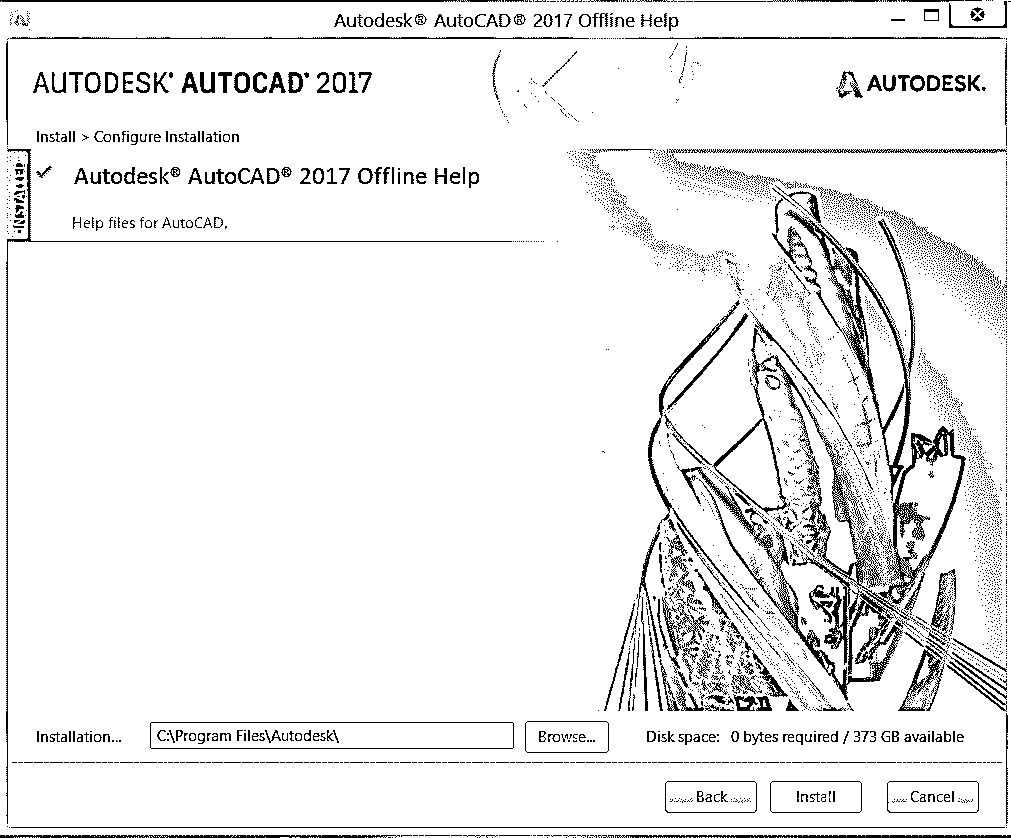 Autodesk® AutoCAD® 2017 Offline Help
AUTODESK® AUTOCAD® 2017
AUTODESK.
Install > Configure Installation
INSTALLED
Autodesk® AutoCAD® 2017 Offline Help
Help files for AutoCAD.
Installation... C:\Program Files\Autodesk\ Browse... Disk space: 0 bytes required / 373 GB available
Back Install Cancel